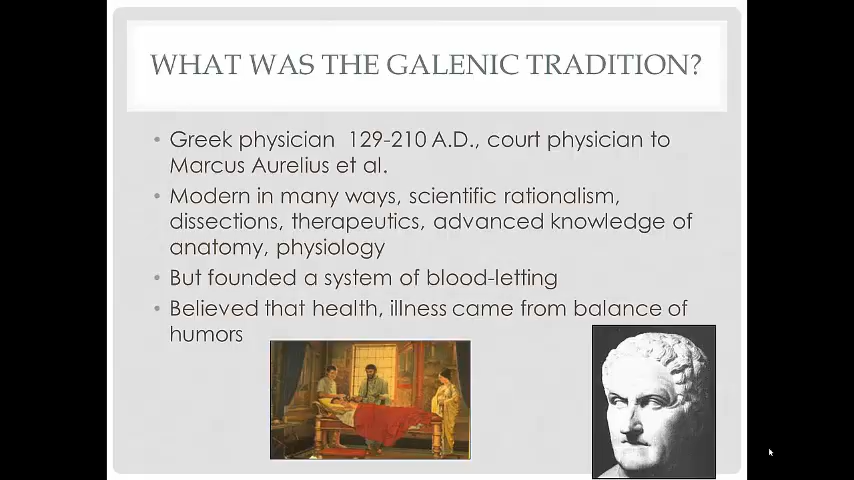 WHAT WAS THE GALENIC TRADITION?
• Greek physician 129-210 A.D., court physician to
Marcus Aurelius et al.
• Modern in many ways, scientific rationalism,
dissections, therapeutics, advanced knowledge of
anatomy, physiology
• But founded a system of blood-letting
• Believed that health, illness came from balance of
humors